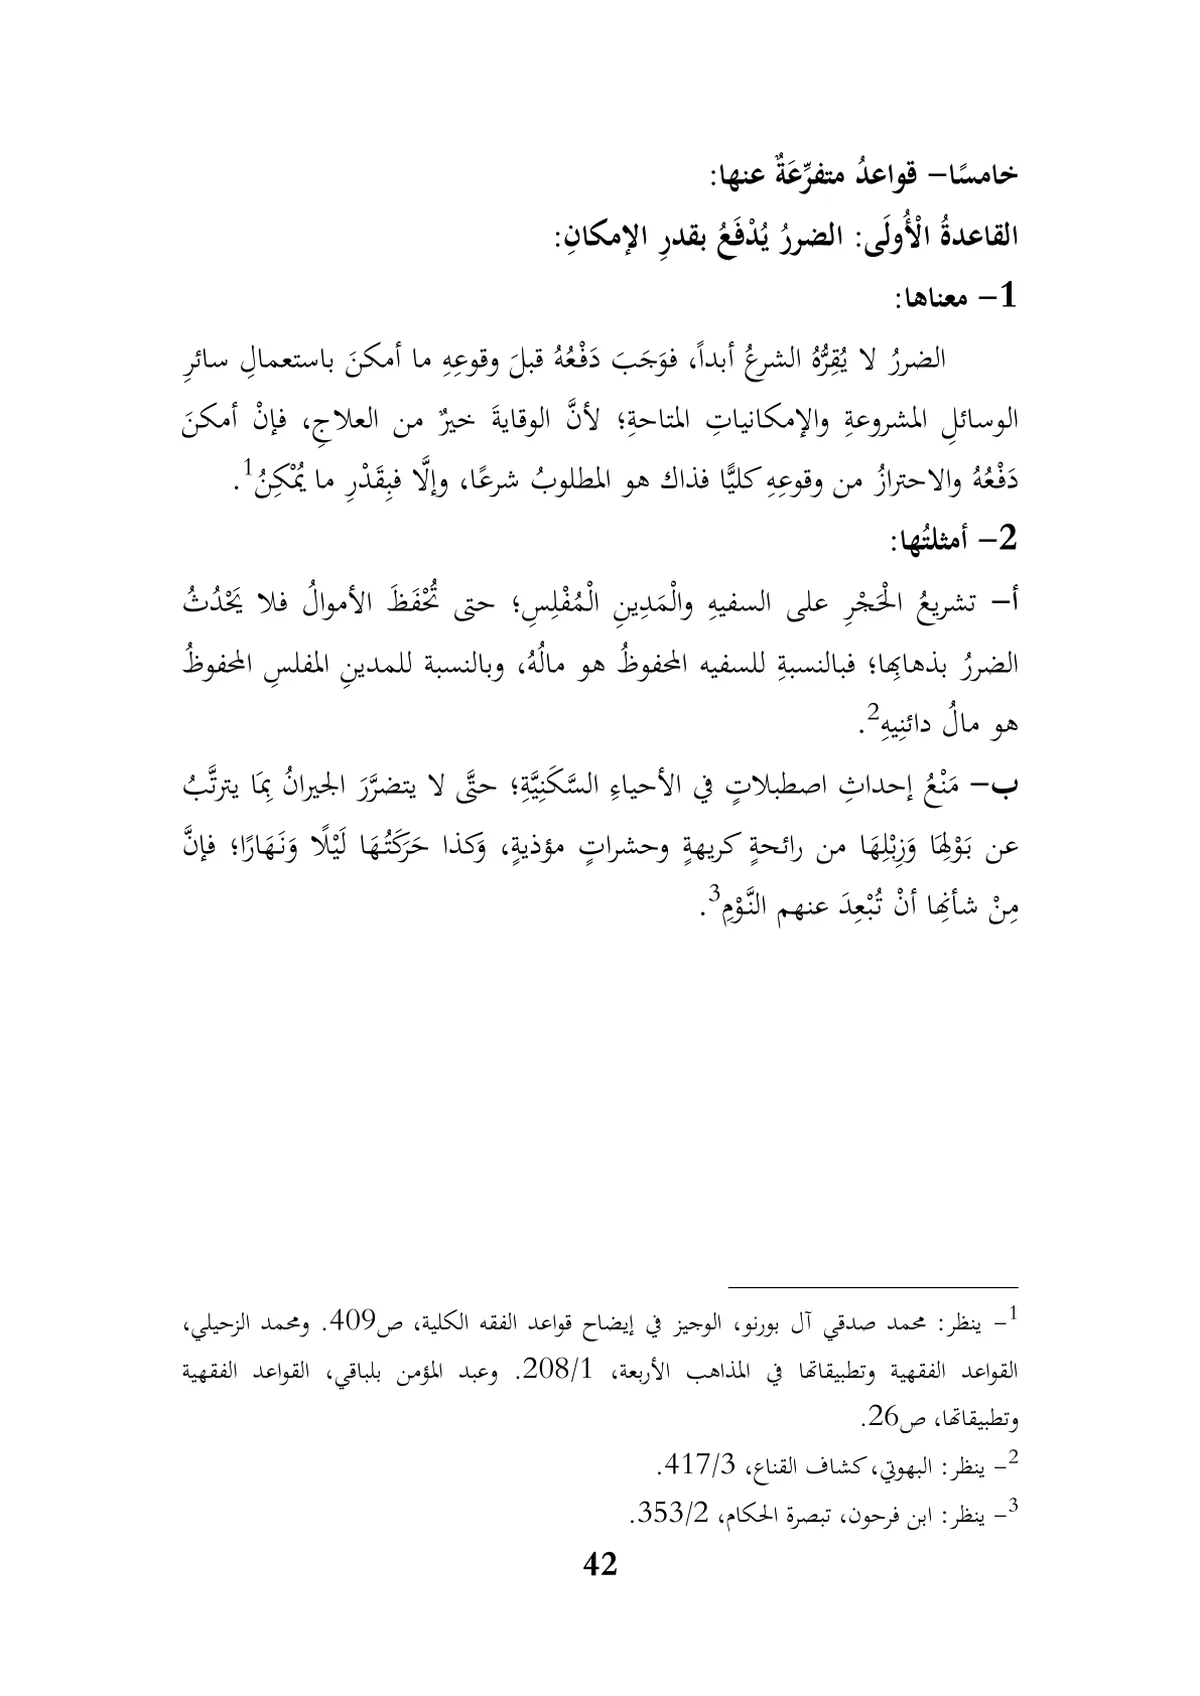 خامسًا- قواعدُ متفرِّعَةٌ عنها:
القاعدةُ الْأُولَى: الضررُ يُدْفَعُ بقدرِ الإمكانِ:
1- معناها:
الضررُ لا يُقِرُّهُ الشرعُ أبداً، فوَجَبَ دَفْعُهُ قبلَ وقوعِهِ ما أمكنَ باستعمالِ سائرِ
الوسائلِ المشروعةِ والإمكانياتِ المتاحةِ؛ لأنَّ الوقايةَ خيرٌ من العلاجِ، فإنْ أمكنَ
دَفْعُهُ والاحترازُ من وقوعِهِ كليًّا فذاك هو المطلوبُ شرعًا، وإلَّا فبِقَدْرِ ما يُمْكِنُ1.
2- أمثلتُها:
أ- تشريعُ الْحَجْرِ على السفيهِ والْمَدِينِ الْمُفْلِسِ؛ حتى تُحْفَظَ الأموالُ فلا يَحْدُثُ
الضررُ بذهابِها؛ فبالنسبةِ للسفيه المحفوظُ هو مالُهُ، وبالنسبة للمدينِ المفلسِ المحفوظُ
هو مالُ دائنِيهِ2.
ب- مَنْعُ إحداثِ اصطبلاتٍ في الأحياءِ السَّكَنِيَّةِ؛ حتَّى لا يتضرَّرَ الجيرانُ بِمَا يترتَّبُ
عن بَوْلِهَا وَزِبْلِهَا من رائحةٍ كريهةٍ وحشراتٍ مؤذيةٍ، وَكذا حَرَكَتُهَا لَيْلًا وَنَهَارًا؛ فإنَّ
مِنْ شأنِها أنْ تُبْعِدَ عنهم النَّوْمِ3.
1- ينظر: محمد صدقي آل بورنو، الوجيز في إيضاح قواعد الفقه الكلية، ص409. ومحمد الزحيلي،
القواعد الفقهية وتطبيقاتها في المذاهب الأربعة، 208/1. وعبد المؤمن بلباقي، القواعد الفقهية
وتطبيقاتها، ص26.
2- ينظر: البهوتي، كشاف القناع، 417/3.
3- ينظر: ابن فرحون، تبصرة الحكام، 353/2.
42